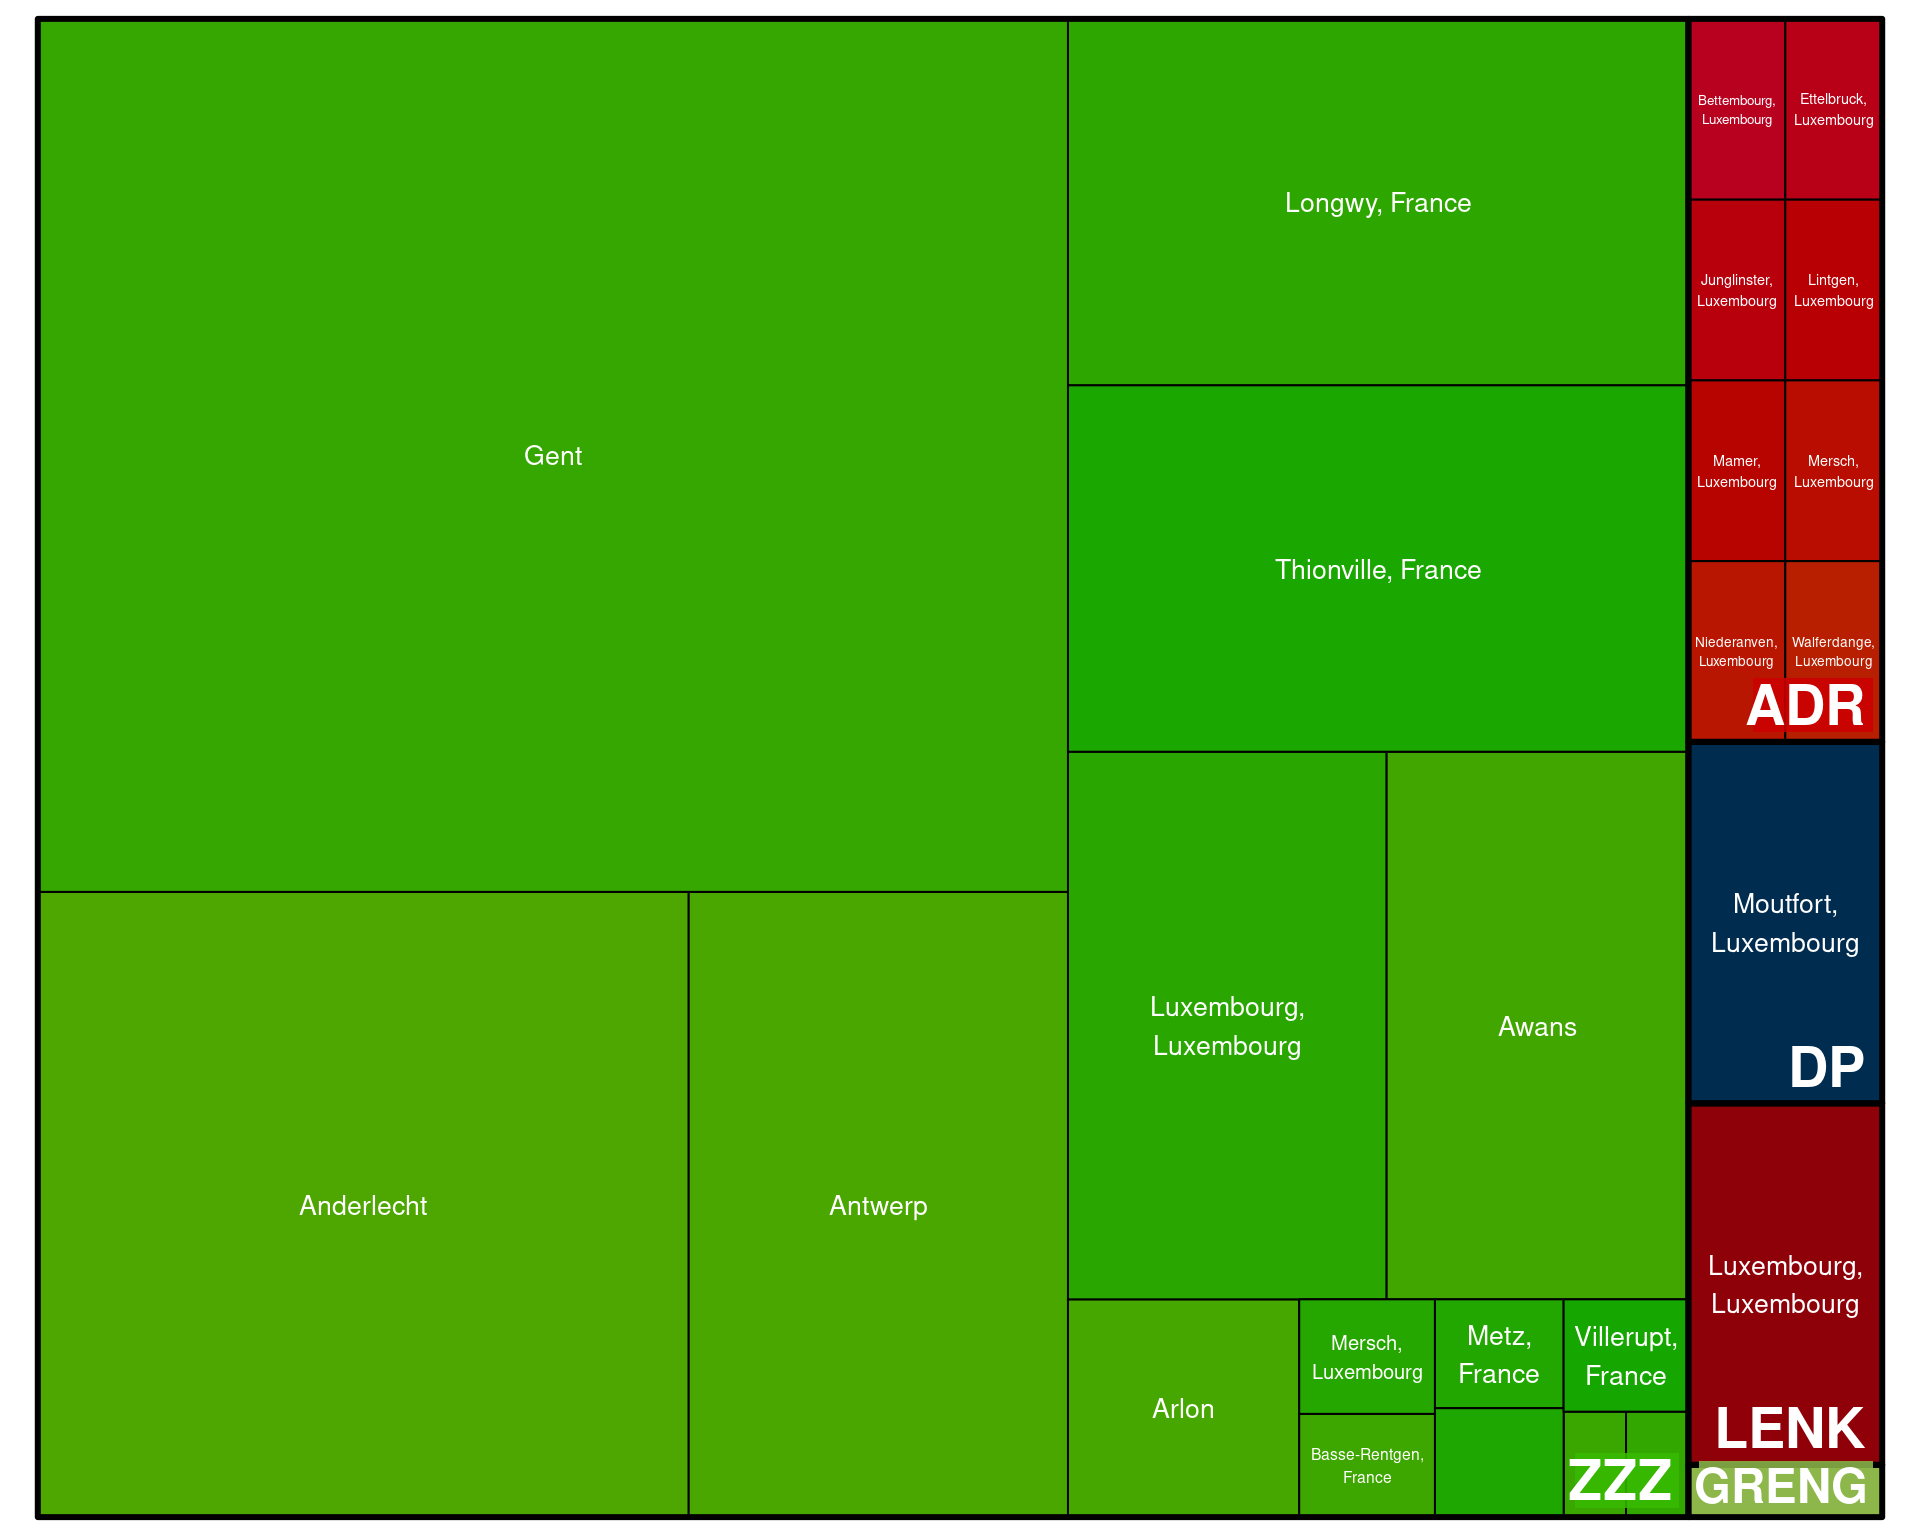 Gent
Anderlecht
Antwerp
Longwy, France
Thionville, France
Luxembourg,
Luxembourg
Awans
Arlon
Mersch,
Luxembourg
Basse-Rentgen,
France
Metz,
France
Villerupt,
France
ZZZ
Bettembourg,
Luxembourg
Ettelbruck,
Luxembourg
Junglinster,
Luxembourg
Lintgen,
Luxembourg
Mamer,
Luxembourg
Mersch,
Luxembourg
Niederanven,
Luxembourg
Walferdange,
Luxembourg
ADR
Moutfort,
Luxembourg
DP
Luxembourg,
Luxembourg
LENK
GRENG